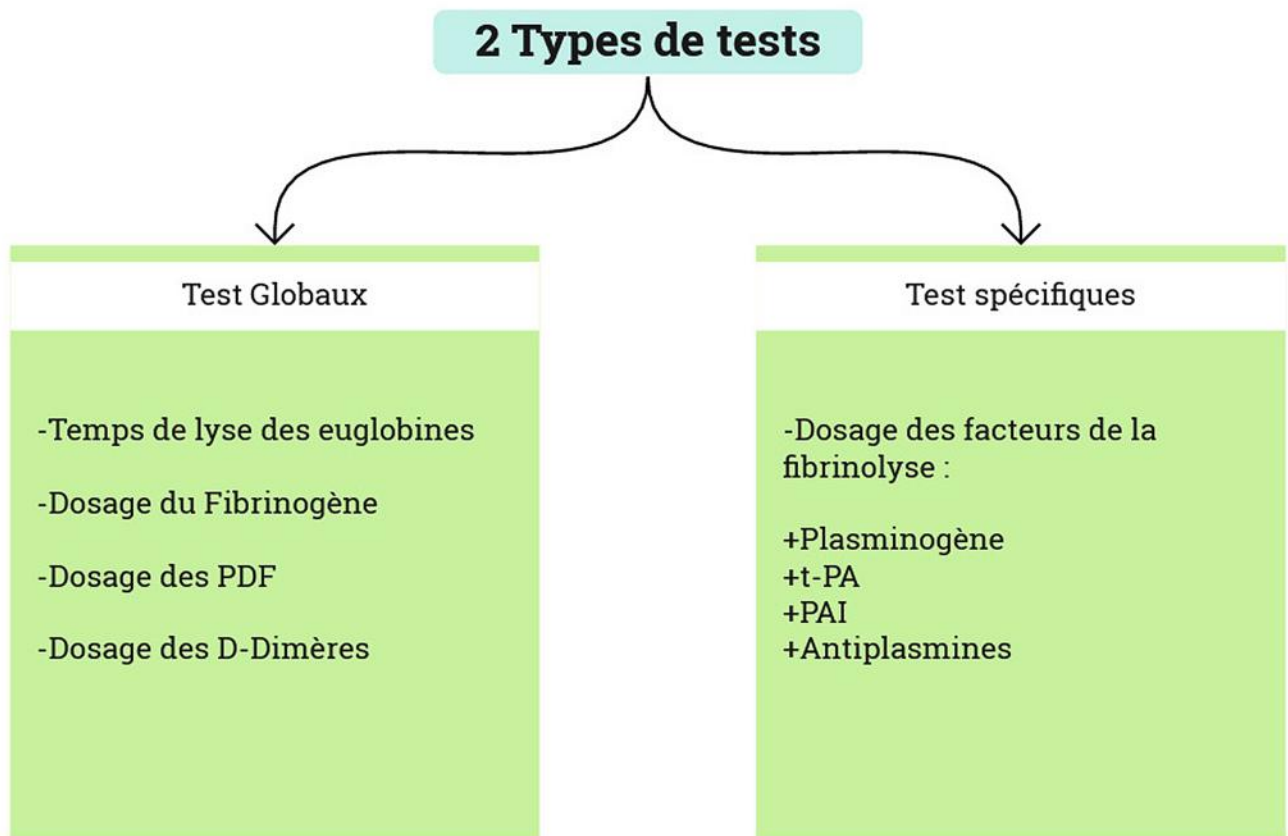 2 Types de tests
Test Globaux
-Temps de lyse des euglobines
-Dosage du Fibrinogène
-Dosage des PDF
-Dosage des D-Dimères
Test spécifiques
-Dosage des facteurs de la
fibrinolyse :
+Plasminogène
+t-PA
+PAI
+Antiplasmines